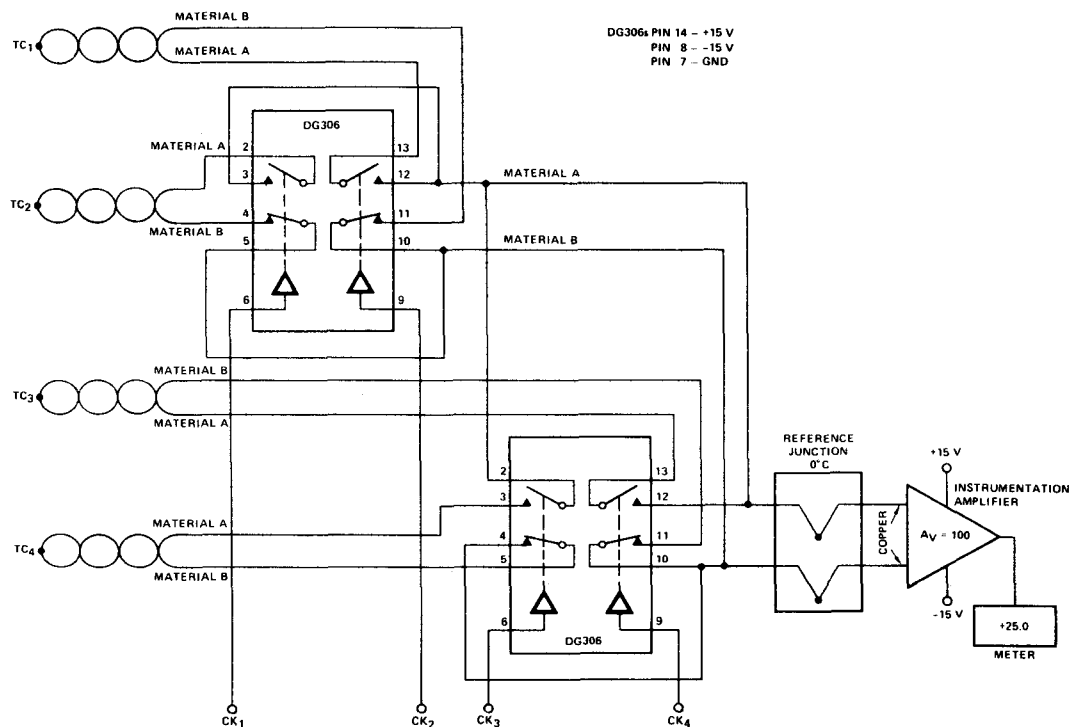 DG306s PIN 14 – +15 V
PIN 8 – –15 V
PIN 7 – GND
MATERIAL B
TC1
MATERIAL A
DG306
MATERIAL A
2
13
3
12
MATERIAL A
TC2
4
11
MATERIAL B
5
10
MATERIAL B
6
9
MATERIAL B
TC3
MATERIAL A
REFERENCE
JUNCTION
0°C
+15 V
INSTRUMENTATION
AMPLIFIER
2
13
3
12
MATERIAL A
TC4
4
11
COPPER
AV = 100
MATERIAL B
5
10
–15 V
6
9
+25.0
DG306
METER
CK1
CK2
CK3
CK4